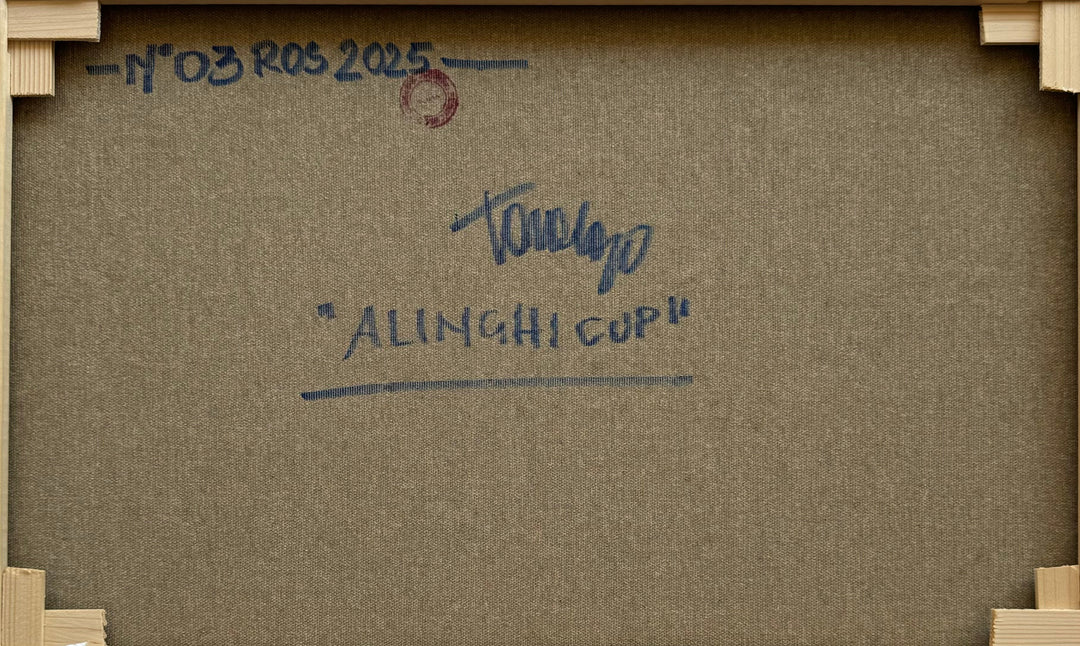 N°03 ROS 2025
"ALINGHI CUP"